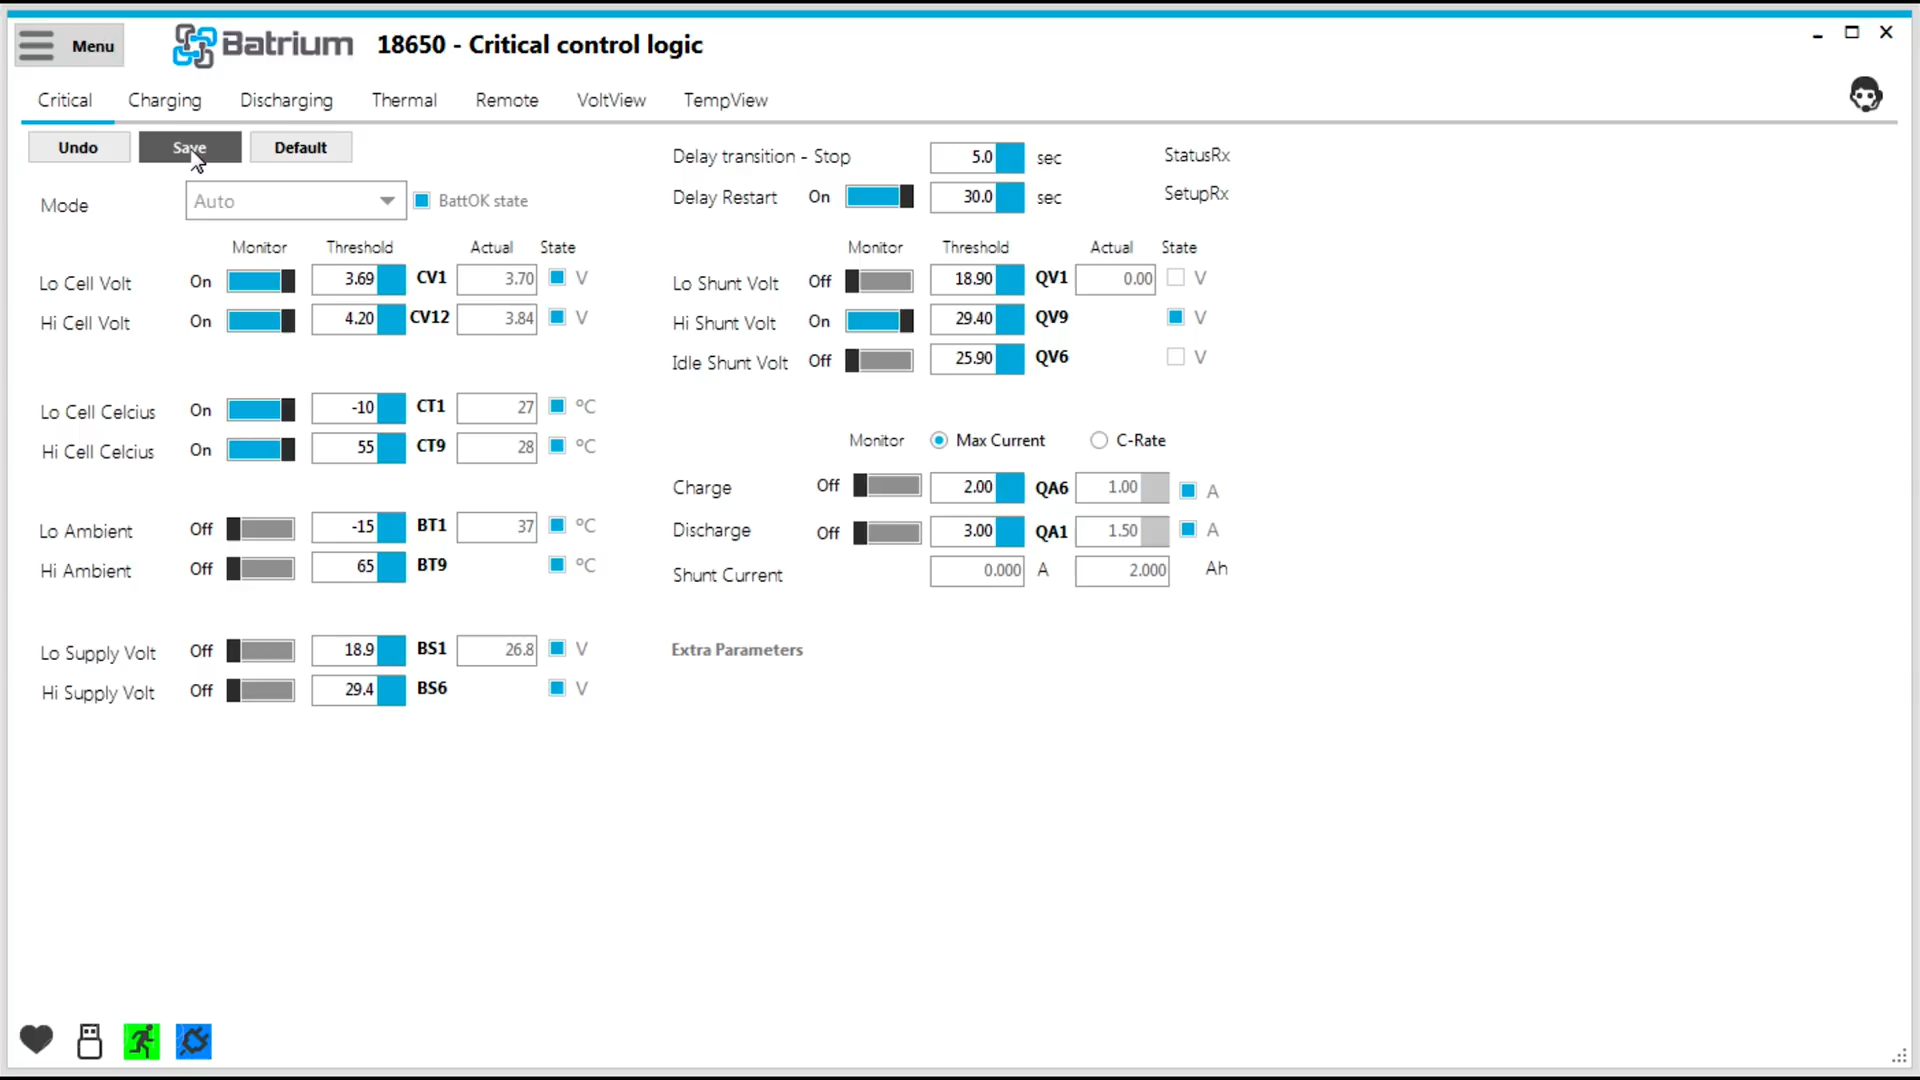 Menu
Batrium
18650 - Critical control logic
Critical Charging Discharging Thermal Remote VoltView TempView
Undo Save Default
Mode Auto BattOK state
Monitor Threshold Actual State
Lo Cell Volt On 3.69 CV1 3.70 V
Hi Cell Volt On 4.20 CV12 3.84 V
Lo Cell Celcius On -10 CT1 27 ºC
Hi Cell Celcius On 55 CT9 28 ºC
Lo Ambient Off -15 BT1 37 ºC
Hi Ambient Off 65 BT9 ºC
Lo Supply Volt Off 18.9 BS1 26.8 V
Hi Supply Volt Off 29.4 BS6 V
Delay transition - Stop 5.0 sec StatusRx
Delay Restart On 30.0 sec SetupRx
Monitor Threshold Actual State
Lo Shunt Volt Off 18.90 QV1 0.00 V
Hi Shunt Volt On 29.40 QV9 V
Idle Shunt Volt Off 25.90 QV6 V
Monitor Max Current C-Rate
Charge Off 2.00 QA6 1.00 A
Discharge Off 3.00 QA1 1.50 A
Shunt Current 0.000 A 2.000 Ah
Extra Parameters